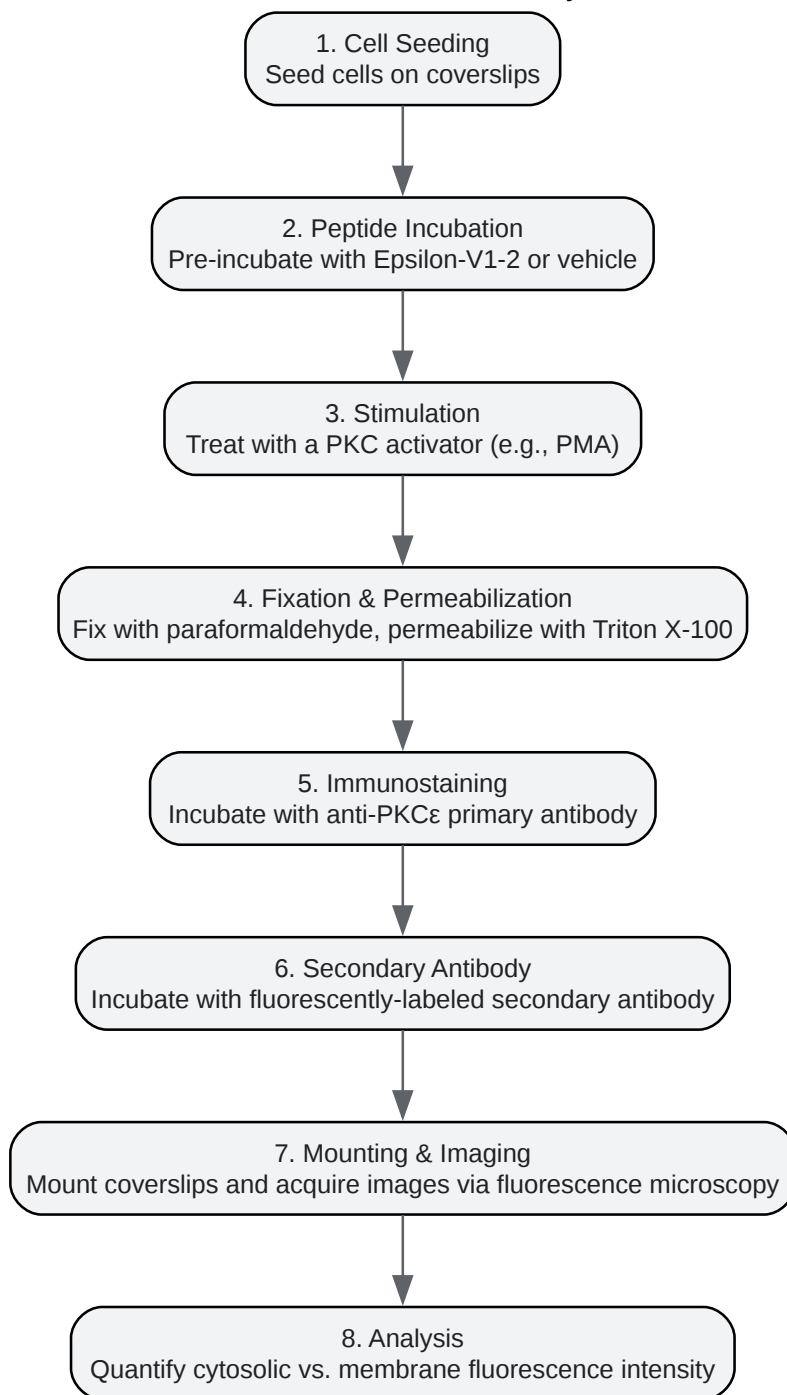 1. Cell Seeding
Seed cells on coverslips
2. Peptide Incubation
Pre-incubate with Epsilon-V1-2 or vehicle
3. Stimulation
Treat with a PKC activator (e.g., PMA)
4. Fixation & Permeabilization
Fix with paraformaldehyde, permeabilize with Triton X-100
5. Immunostaining
Incubate with anti-PKCε primary antibody
6. Secondary Antibody
Incubate with fluorescently-labeled secondary antibody
7. Mounting & Imaging
Mount coverslips and acquire images via fluorescence microscopy
8. Analysis
Quantify cytosolic vs. membrane fluorescence intensity